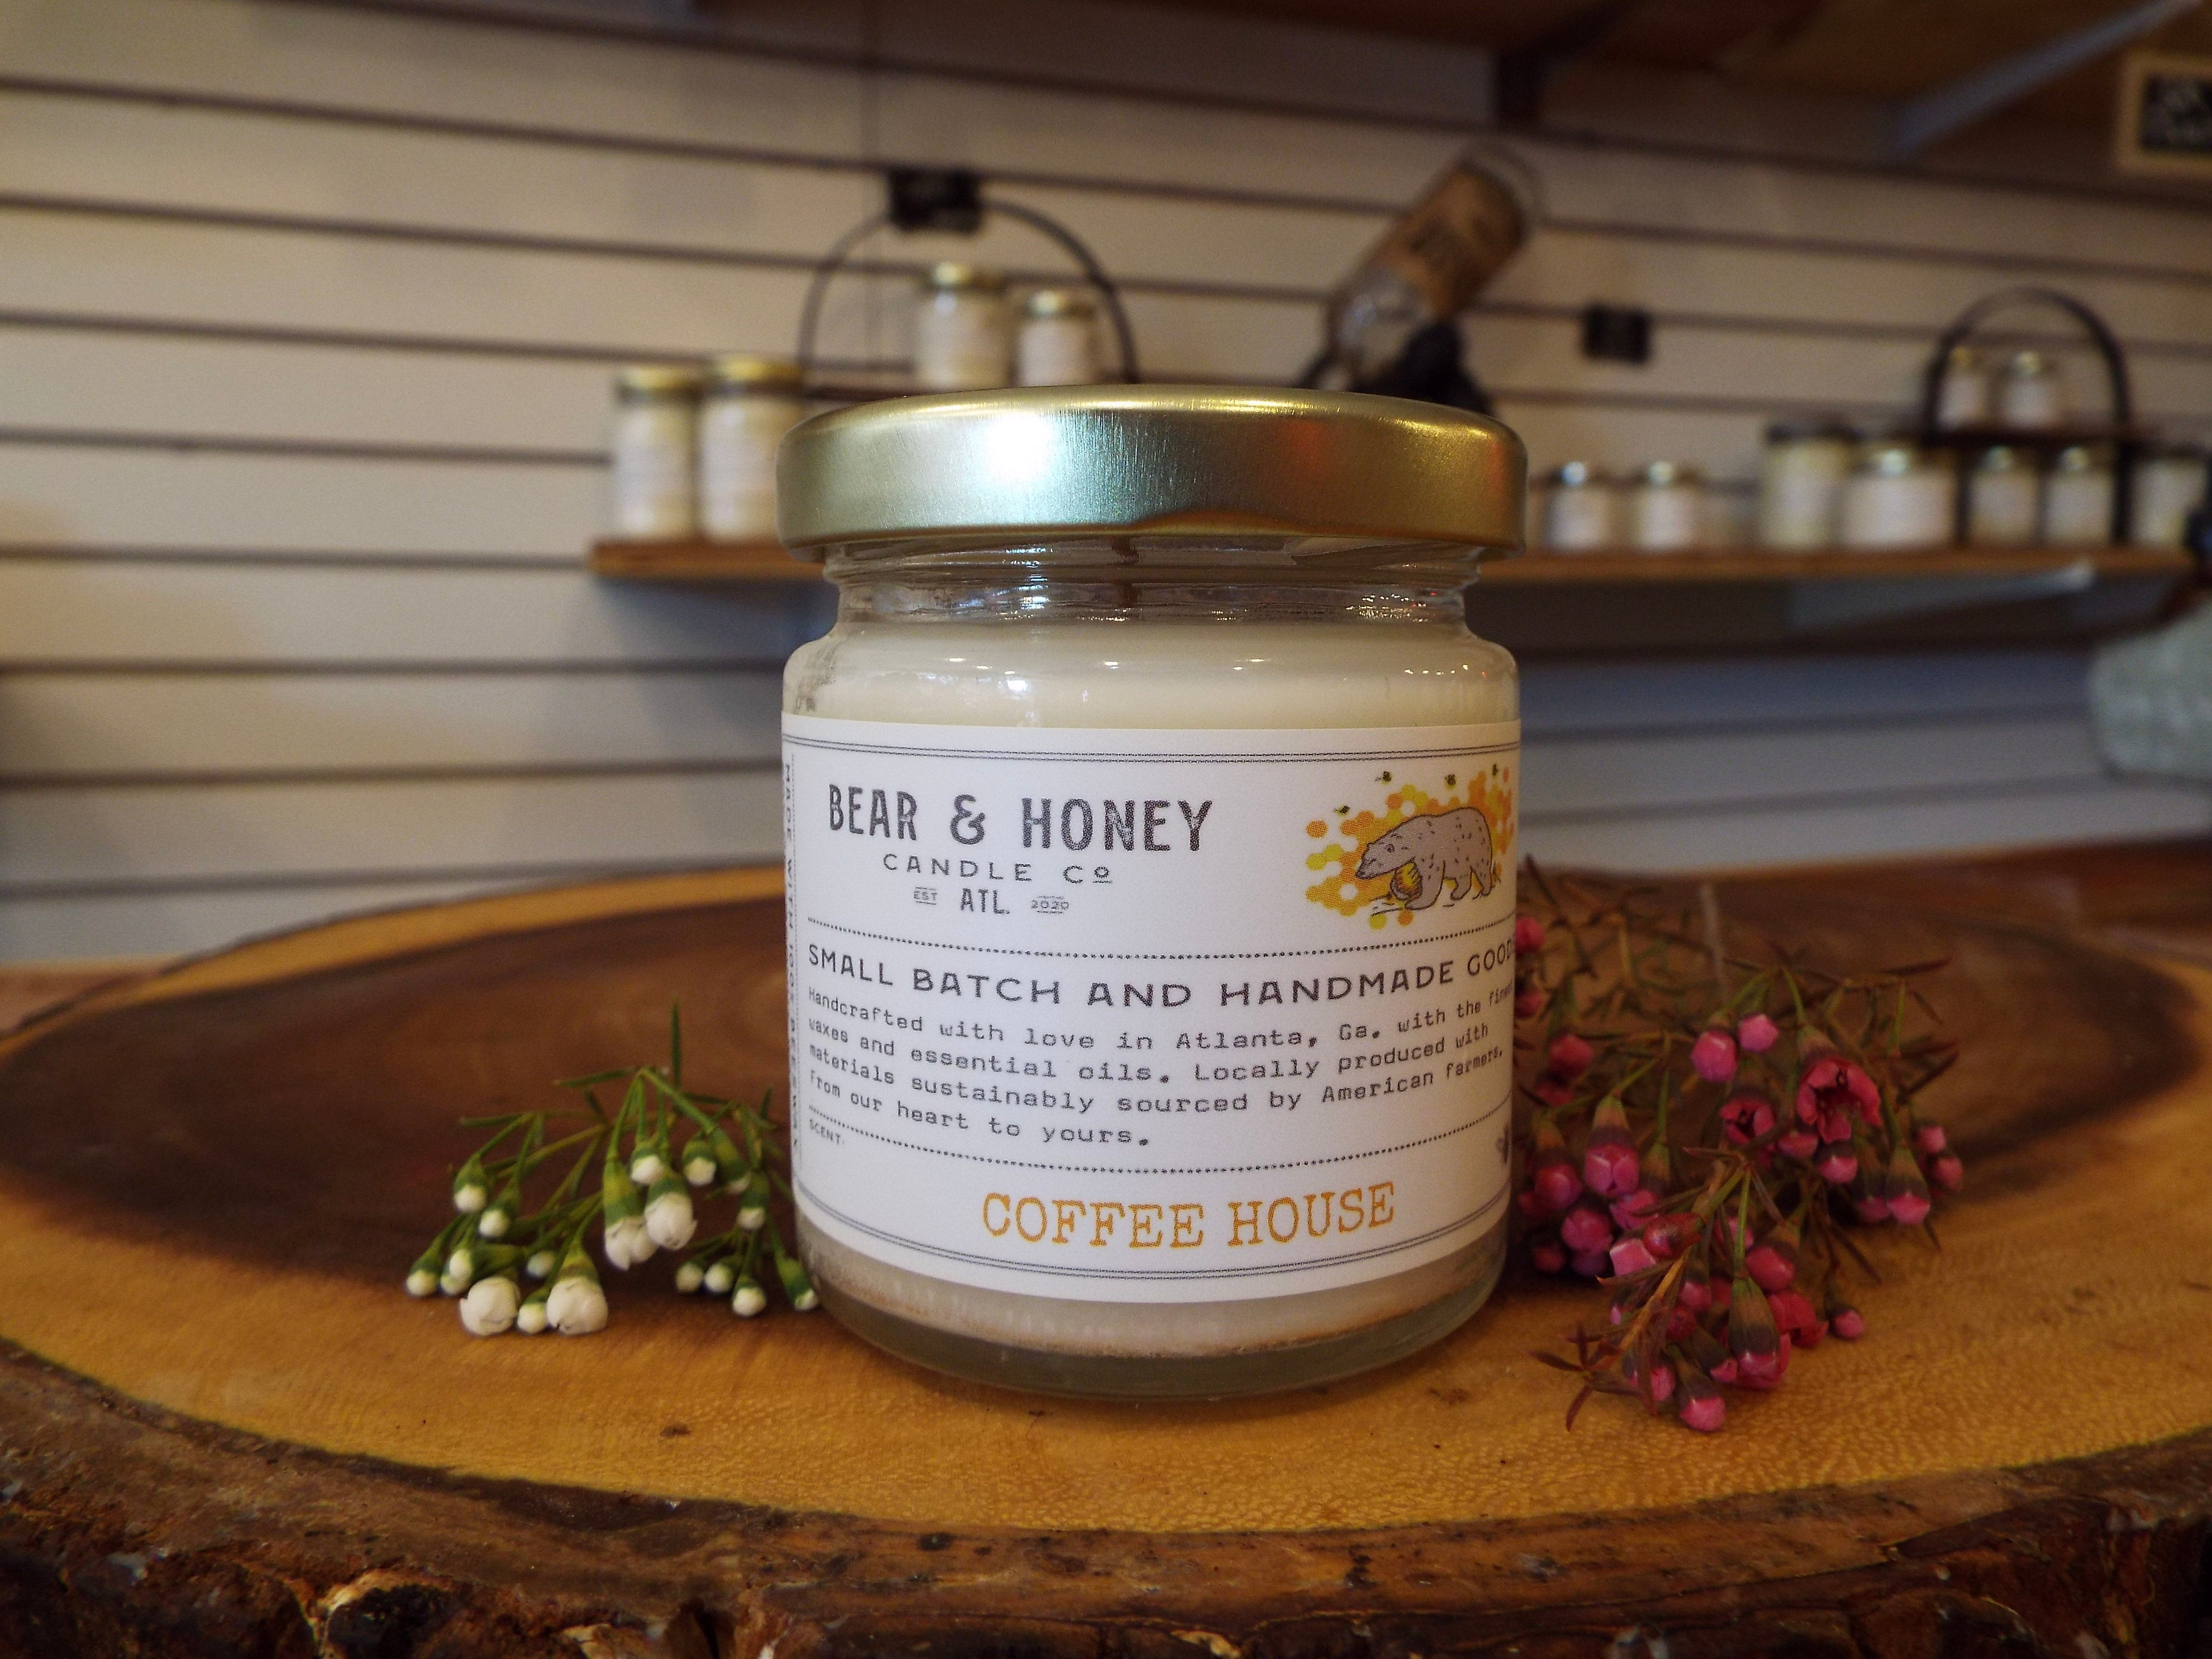 BEAR & HONEY
CANDLE Co
EST ATL. 2020
SMALL BATCH AND HANDMADE
Handcrafted with love in Atlanta, Ga. with the
waxes and essential oils. Locally produced with
materials sustainably sourced by American farmers.
From our heart to yours.
SCENT:
COFFEE HOUSE
MADE WITH